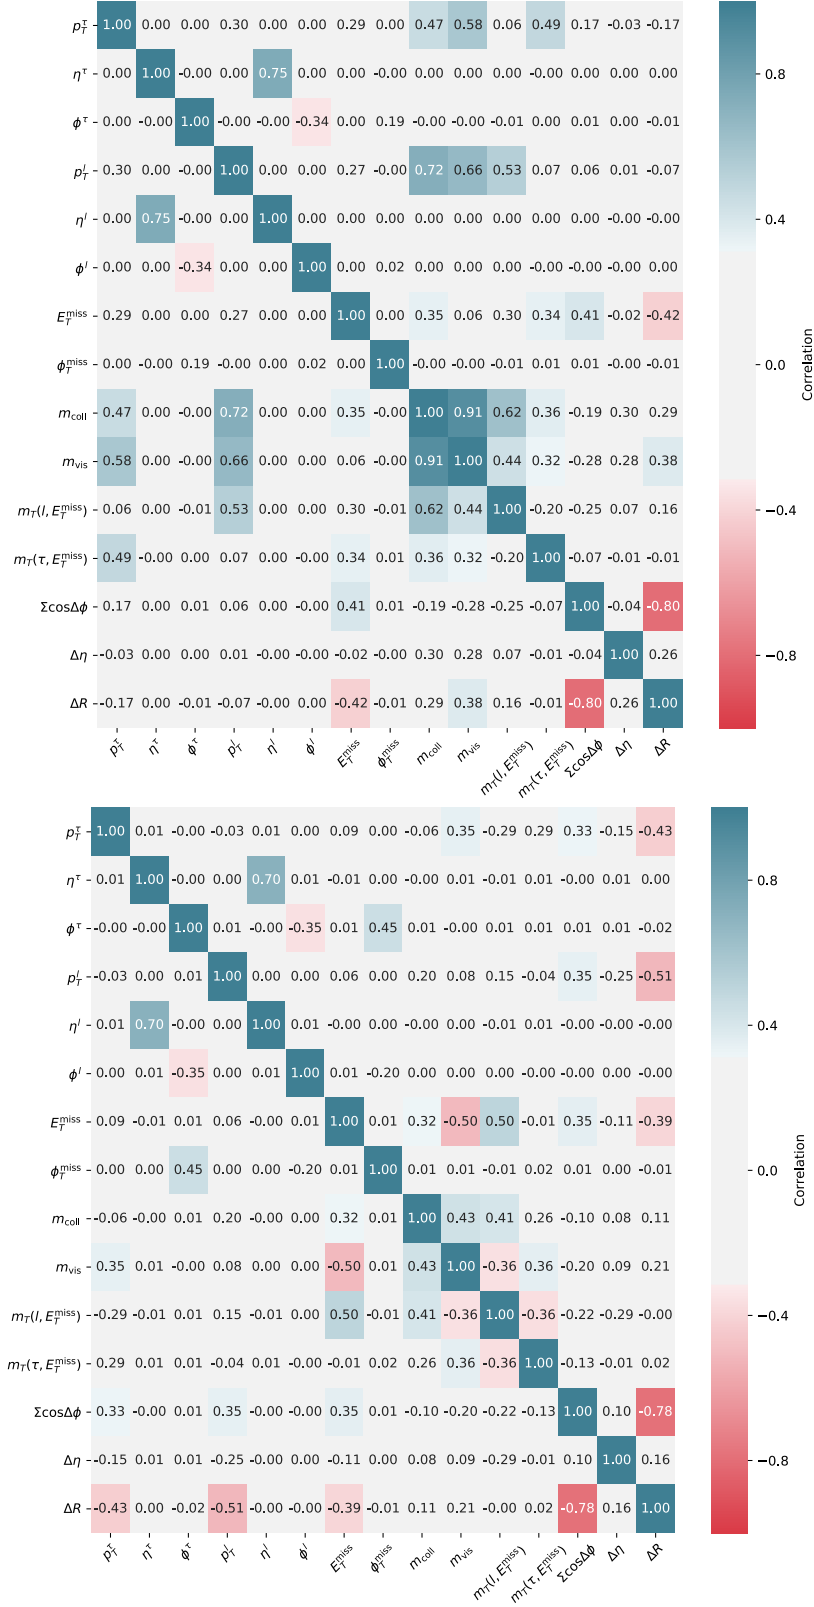 p_T^τ 1.00 0.00 0.00 0.30 0.00 0.00 0.29 0.00 0.47 0.58 0.06 0.49 0.17 -0.03 -0.17
η^τ 0.00 1.00 -0.00 0.00 0.75 0.00 0.00 -0.00 0.00 0.00 0.00 -0.00 0.00 0.00 0.00
ϕ^τ 0.00 -0.00 1.00 -0.00 -0.00 -0.34 0.00 0.19 -0.00 -0.00 -0.01 0.00 0.01 0.00 -0.01
p_T^l 0.30 0.00 -0.00 1.00 0.00 0.00 0.27 -0.00 0.72 0.66 0.53 0.07 0.06 0.01 -0.07
η^l 0.00 0.75 -0.00 0.00 1.00 0.00 0.00 0.00 0.00 0.00 0.00 0.00 0.00 -0.00 -0.00
ϕ^l 0.00 0.00 -0.34 0.00 0.00 1.00 0.00 0.02 0.00 0.00 0.00 -0.00 -0.00 -0.00 0.00
E_T^miss 0.29 0.00 0.00 0.27 0.00 0.00 1.00 0.00 0.35 0.06 0.30 0.34 0.41 -0.02 -0.42
ϕ_T^miss 0.00 -0.00 0.19 -0.00 0.00 0.02 0.00 1.00 -0.00 -0.00 -0.01 0.01 0.01 -0.00 -0.01
m_coll 0.47 0.00 -0.00 0.72 0.00 0.00 0.35 -0.00 1.00 0.91 0.62 0.36 -0.19 0.30 0.29
m_vis 0.58 0.00 -0.00 0.66 0.00 0.00 0.06 -0.00 0.91 1.00 0.44 0.32 -0.28 0.28 0.38
m_T(l, E_T^miss) 0.06 0.00 -0.01 0.53 0.00 0.00 0.30 -0.01 0.62 0.44 1.00 -0.20 -0.25 0.07 0.16
m_T(τ, E_T^miss) 0.49 -0.00 0.00 0.07 0.00 -0.00 0.34 0.01 0.36 0.32 -0.20 1.00 -0.07 -0.01 -0.01
ΣcosΔϕ 0.17 0.00 0.01 0.06 0.00 -0.00 0.41 0.01 -0.19 -0.28 -0.25 -0.07 1.00 -0.04 -0.80
Δη -0.03 0.00 0.00 0.01 -0.00 -0.00 -0.02 -0.00 0.30 0.28 0.07 -0.01 -0.04 1.00 0.26
ΔR -0.17 0.00 -0.01 -0.07 -0.00 0.00 -0.42 -0.01 0.29 0.38 0.16 -0.01 -0.80 0.26 1.00
p_T^τ η^τ ϕ^τ p_T^l η^l ϕ^l E_T^miss ϕ_T^miss m_coll m_vis m_T(l, E_T^miss) m_T(τ, E_T^miss) ΣcosΔϕ Δη ΔR
0.8
0.4
0.0
−0.4
−0.8
Correlation
p_T^τ 1.00 0.01 -0.00 -0.03 0.01 0.00 0.09 0.00 -0.06 0.35 -0.29 0.29 0.33 -0.15 -0.43
η^τ 0.01 1.00 -0.00 0.00 0.70 0.01 -0.01 0.00 -0.00 0.01 -0.01 0.01 -0.00 0.01 0.00
ϕ^τ -0.00 -0.00 1.00 0.01 -0.00 -0.35 0.01 0.45 0.01 -0.00 0.01 0.01 0.01 0.01 -0.02
p_T^l -0.03 0.00 0.01 1.00 0.00 0.00 0.06 0.00 0.20 0.08 0.15 -0.04 0.35 -0.25 -0.51
η^l 0.01 0.70 -0.00 0.00 1.00 0.01 -0.00 0.00 -0.00 0.00 -0.01 0.01 -0.00 -0.00 -0.00
ϕ^l 0.00 0.01 -0.35 0.00 0.01 1.00 0.01 -0.20 0.00 0.00 0.00 -0.00 -0.00 0.00 -0.00
E_T^miss 0.09 -0.01 0.01 0.06 -0.00 0.01 1.00 0.01 0.32 -0.50 0.50 -0.01 0.35 -0.11 -0.39
ϕ_T^miss 0.00 0.00 0.45 0.00 0.00 -0.20 0.01 1.00 0.01 0.01 -0.01 0.02 0.01 0.00 -0.01
m_coll -0.06 -0.00 0.01 0.20 -0.00 0.00 0.32 0.01 1.00 0.43 0.41 0.26 -0.10 0.08 0.11
m_vis 0.35 0.01 -0.00 0.08 0.00 0.00 -0.50 0.01 0.43 1.00 -0.36 0.36 -0.20 0.09 0.21
m_T(l, E_T^miss) -0.29 -0.01 0.01 0.15 -0.01 0.00 0.50 -0.01 0.41 -0.36 1.00 -0.36 -0.22 -0.29 -0.00
m_T(τ, E_T^miss) 0.29 0.01 0.01 -0.04 0.01 -0.00 -0.01 0.02 0.26 0.36 -0.36 1.00 -0.13 -0.01 0.02
ΣcosΔϕ 0.33 -0.00 0.01 0.35 -0.00 -0.00 0.35 0.01 -0.10 -0.20 -0.22 -0.13 1.00 0.10 -0.78
Δη -0.15 0.01 0.01 -0.25 -0.00 0.00 -0.11 0.00 0.08 0.09 -0.29 -0.01 0.10 1.00 0.16
ΔR -0.43 0.00 -0.02 -0.51 -0.00 -0.00 -0.39 -0.01 0.11 0.21 -0.00 0.02 -0.78 0.16 1.00
p_T^τ η^τ ϕ^τ p_T^l η^l ϕ^l E_T^miss ϕ_T^miss m_coll m_vis m_T(l, E_T^miss) m_T(τ, E_T^miss) ΣcosΔϕ Δη ΔR
0.8
0.4
0.0
−0.4
−0.8
Correlation